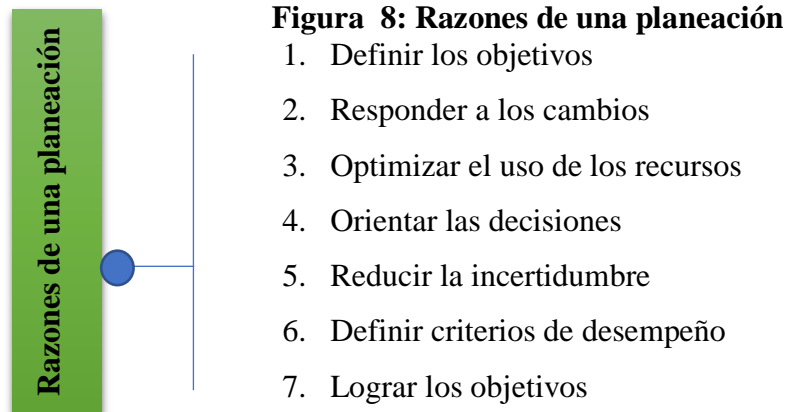 Figura 8: Razones de una planeación
Razones de una planeación
1. Definir los objetivos
2. Responder a los cambios
3. Optimizar el uso de los recursos
4. Orientar las decisiones
5. Reducir la incertidumbre
6. Definir criterios de desempeño
7. Lograr los objetivos